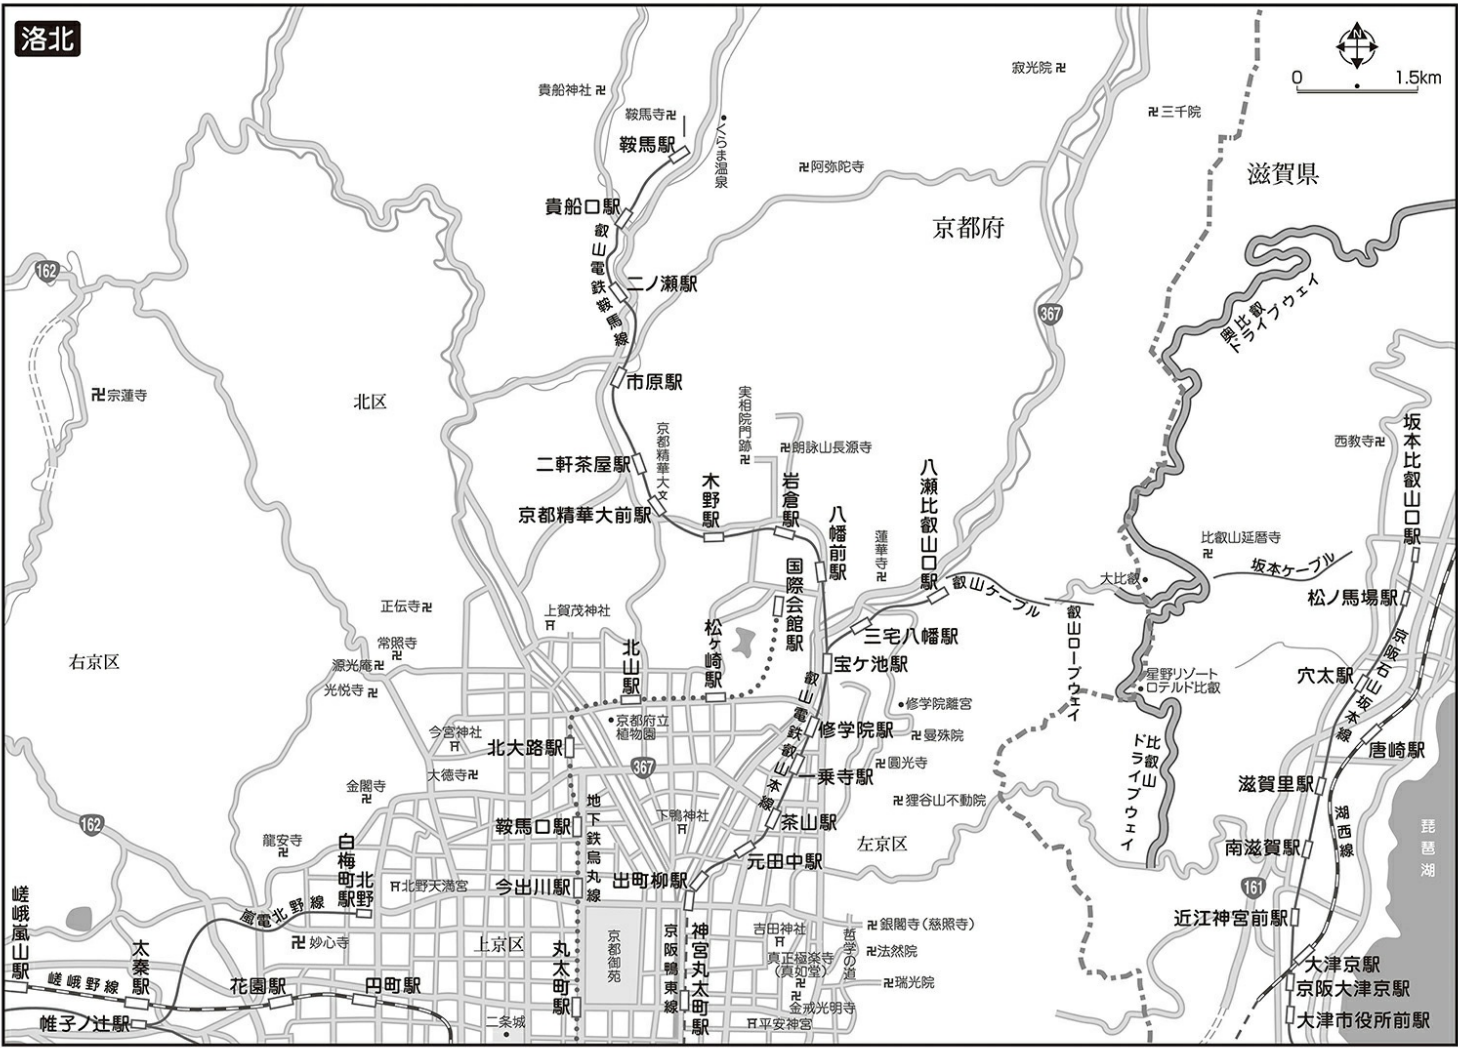 洛北
N
0
1.5km
寂光院
三千院
貴船神社
鞍馬寺
鞍馬駅
くらま温泉
阿弥陀寺
滋賀県
京都府
貴船口駅
叡山電鉄鞍馬線
二ノ瀬駅
162
367
奥比叡
ドライブウェイ
市原駅
宗蓮寺
北区
実相院門跡
朗詠山長源寺
西教寺
坂本比叡山口駅
京都精華大
二軒茶屋駅
京都精華大前駅
木野駅
岩倉駅
八幡前駅
蓮華寺
八瀬比叡山口駅
国際会館駅
比叡山延暦寺
坂本ケーブル
大比叡
叡山ケーブル
叡山ロープウェイ
松ノ馬場駅
正伝寺
上賀茂神社
常照寺
源光庵
光悦寺
右京区
北山駅
松ヶ崎駅
三宅八幡駅
宝ケ池駅
京阪石山坂本線
穴太駅
星野リゾート
ロテルド比叡
修学院離宮
叡山電鉄叡山本線
修学院駅
曼殊院
京都府立
植物園
今宮神社
北大路駅
大徳寺
367
一乗寺駅
圓光寺
比叡山
ドライブウェイ
唐崎駅
滋賀里駅
金閣寺
狸谷山不動院
162
地下鉄烏丸線
鞍馬口駅
下鴨神社
茶山駅
湖西線
琵琶湖
龍安寺
北野
白梅町駅
左京区
元田中駅
南滋賀駅
161
今出川駅
出町柳駅
嵯峨嵐山駅
嵐電北野線
北野天満宮
近江神宮前駅
妙心寺
上京区
太秦駅
丸太町駅
京都御苑
京阪鴨東線
神宮丸太町駅
吉田神社
哲学の道
銀閣寺(慈照寺)
法然院
真正極楽寺
(真如堂)
瑞光院
大津京駅
嵯峨野線
花園駅
円町駅
京阪大津京駅
金戒光明寺
帷子ノ辻駅
二条城
平安神宮
大津市役所前駅